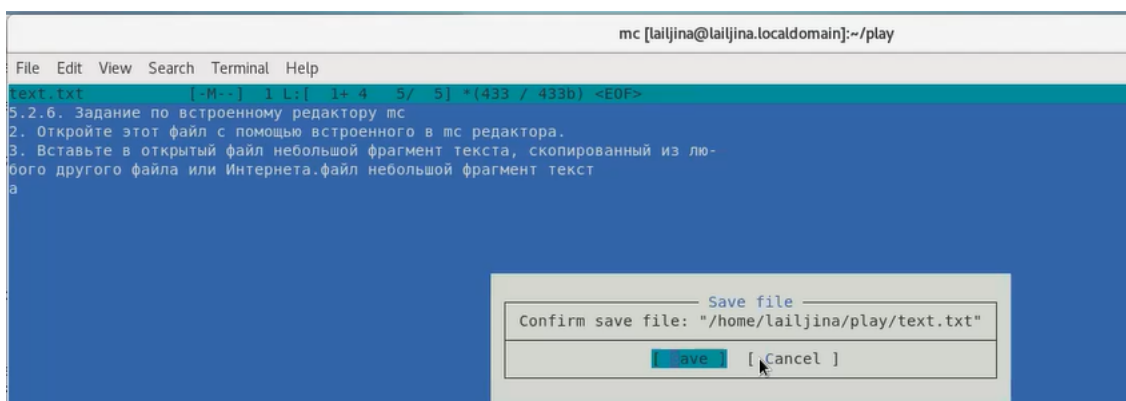 mc [lailjina@lailjina.localdomain]:~/play
File Edit View Search Terminal Help
text.txt [-M--] 1 L:[ 1+ 4 5/ 5] *(433 / 433b) <EOF>
5.2.6. Задание по встроенному редактору mc
2. Откройте этот файл с помощью встроенного в mc редактора.
3. Вставьте в открытый файл небольшой фрагмент текста, скопированный из лю-
бого другого файла или Интернета.файл небольшой фрагмент текст
а
Save file
Confirm save file: "/home/lailjina/play/text.txt"
[ Save ] [ Cancel ]